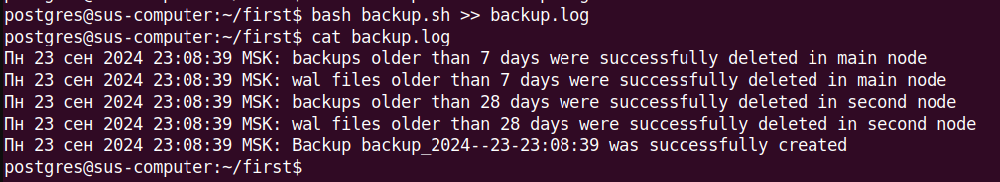 postgres@sus-computer:~/first$ bash backup.sh >> backup.log
postgres@sus-computer:~/first$ cat backup.log
Пн 23 сен 2024 23:08:39 MSK: backups older than 7 days were successfully deleted in main node
Пн 23 сен 2024 23:08:39 MSK: wal files older than 7 days were successfully deleted in main node
Пн 23 сен 2024 23:08:39 MSK: backups older than 28 days were successfully deleted in second node
Пн 23 сен 2024 23:08:39 MSK: wal files older than 28 days were successfully deleted in second node
Пн 23 сен 2024 23:08:39 MSK: Backup backup_2024--23-23:08:39 was successfully created
postgres@sus-computer:~/first$